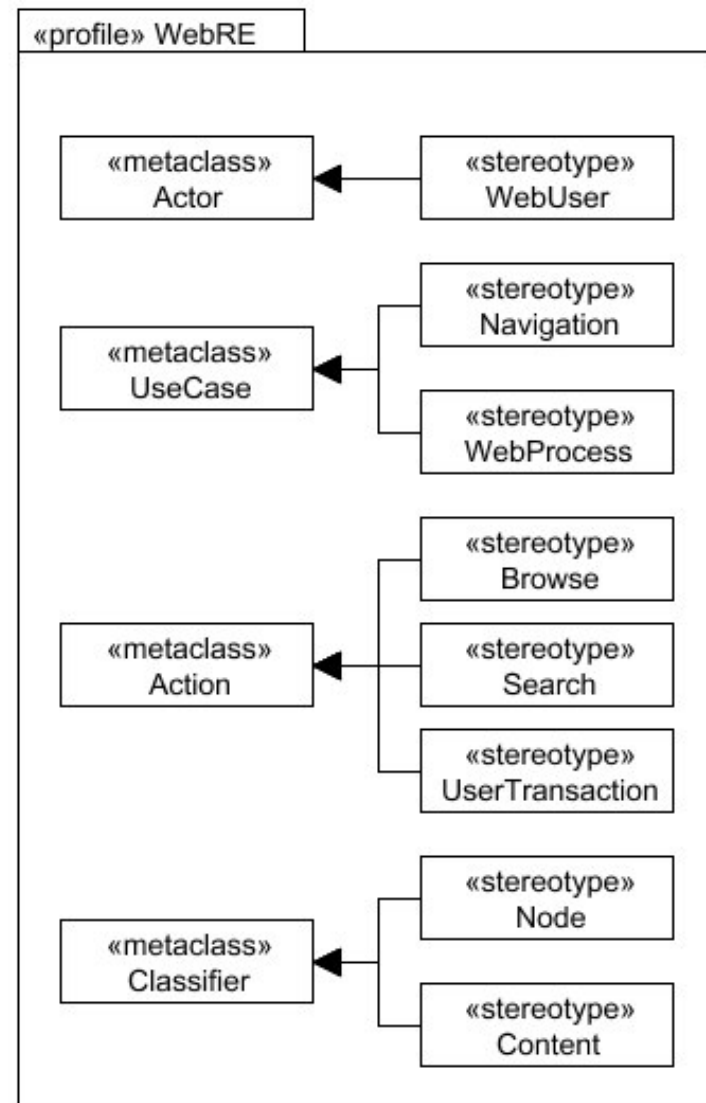 «profile» WebRE
«metaclass»
Actor
«stereotype»
WebUser
«metaclass»
UseCase
«stereotype»
Navigation
«stereotype»
WebProcess
«metaclass»
Action
«stereotype»
Browse
«stereotype»
Search
«stereotype»
UserTransaction
«metaclass»
Classifier
«stereotype»
Node
«stereotype»
Content